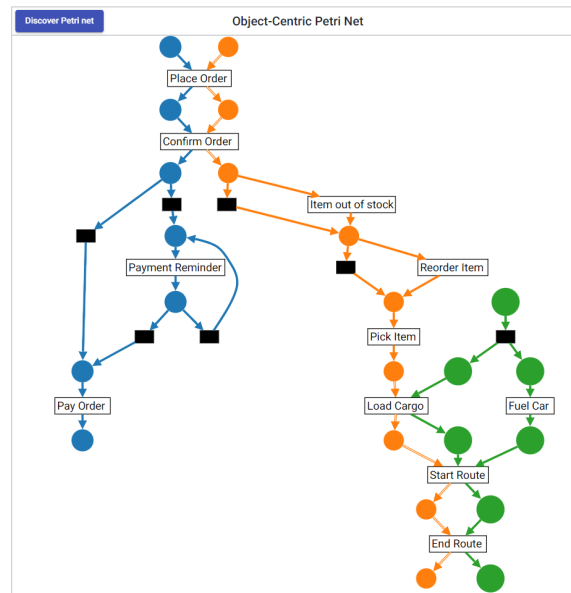 Discover Petri net
Object-Centric Petri Net
Place Order
Confirm Order
Item out of stock
Payment Reminder
Reorder Item
Pick Item
Pay Order
Load Cargo
Fuel Car
Start Route
End Route